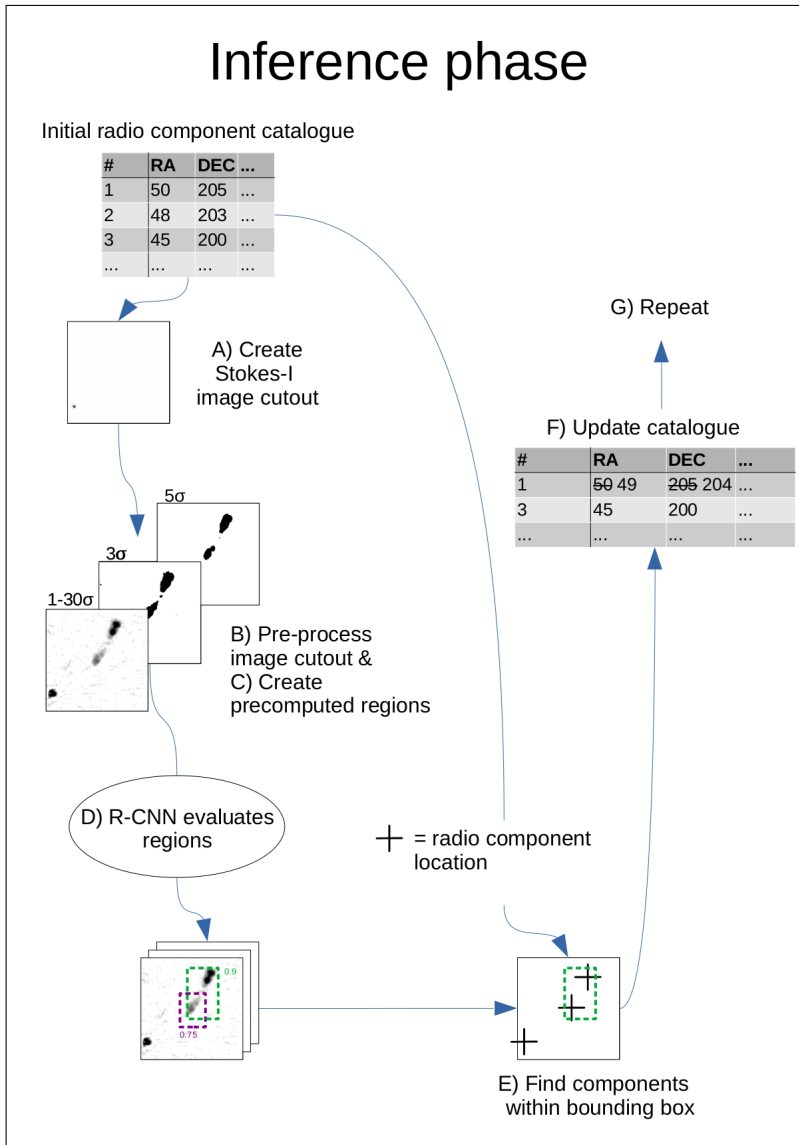 Inference phase
Initial radio component catalogue
# RA DEC ...
1 50 205 ...
2 48 203 ...
3 45 200 ...
... ... ... ...
A) Create
Stokes-I
image cutout
G) Repeat
F) Update catalogue
# RA DEC ...
1 50 49 205 204 ...
3 45 200 ...
... ... ... ...
5σ
3σ
1-30σ
B) Pre-process
image cutout &
C) Create
precomputed regions
D) R-CNN evaluates
regions
= radio component
location
0.9
0.75
E) Find components
within bounding box